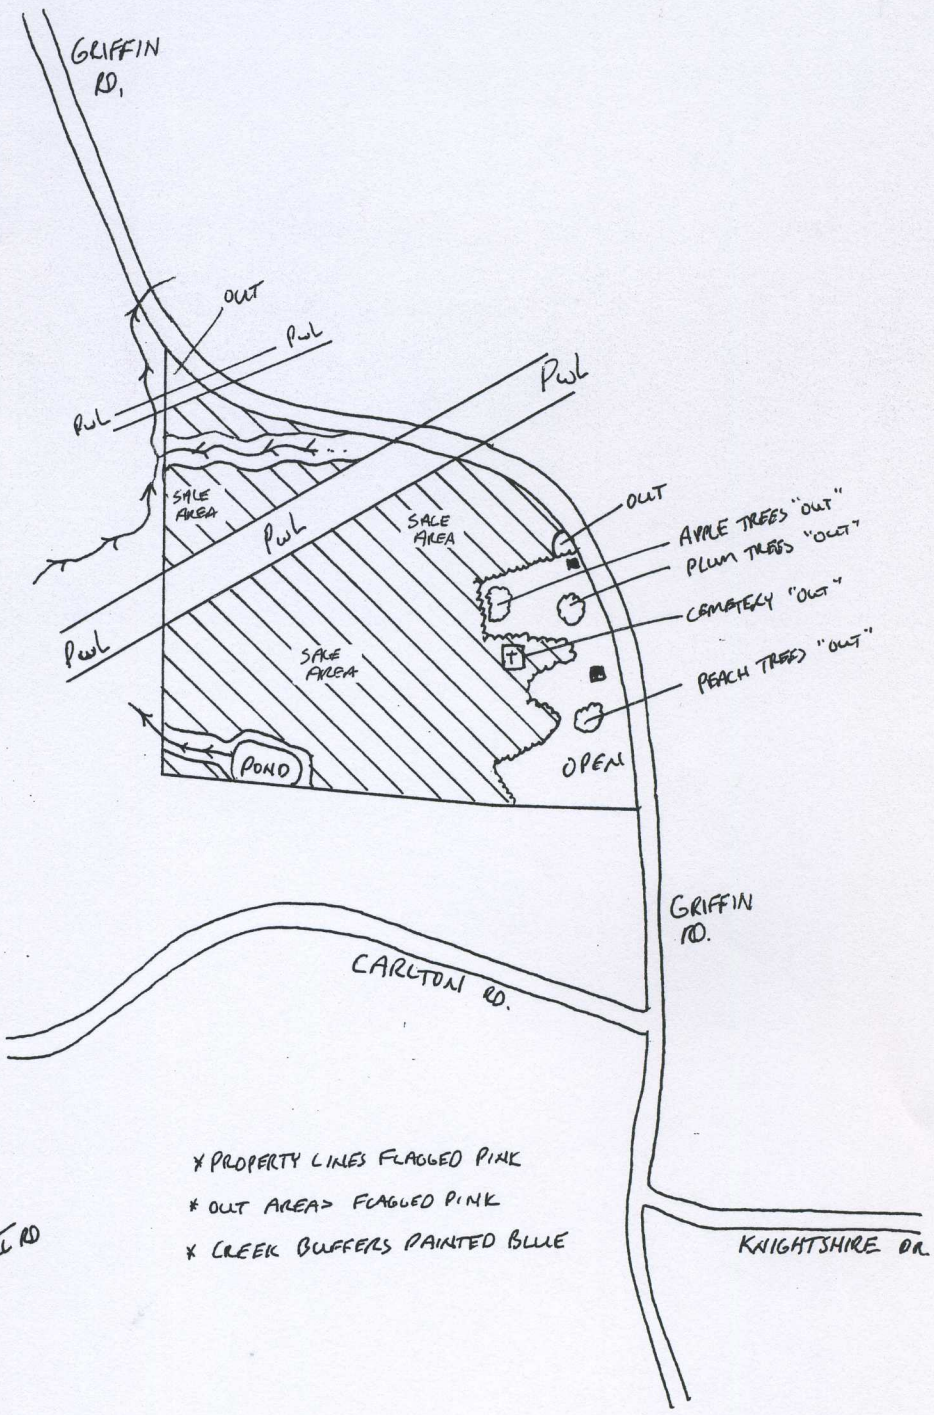 GRIFFIN
RD.
OUT
PWL
PWL
PWL
OUT
SALE
AREA
SALE
AREA
PWL
APPLE TREES "OUT"
PLUM TREES "OUT"
CEMETERY "OUT"
PWL
SALE
AREA
PEACH TREES "OUT"
POND
OPEN
GRIFFIN
RD.
CARLTON RD.
* PROPERTY LINES FLAGGED PINK
* OUT AREAS FLAGGED PINK
* CREEK BUFFERS PAINTED BLUE
RD
KNIGHTSHIRE DR